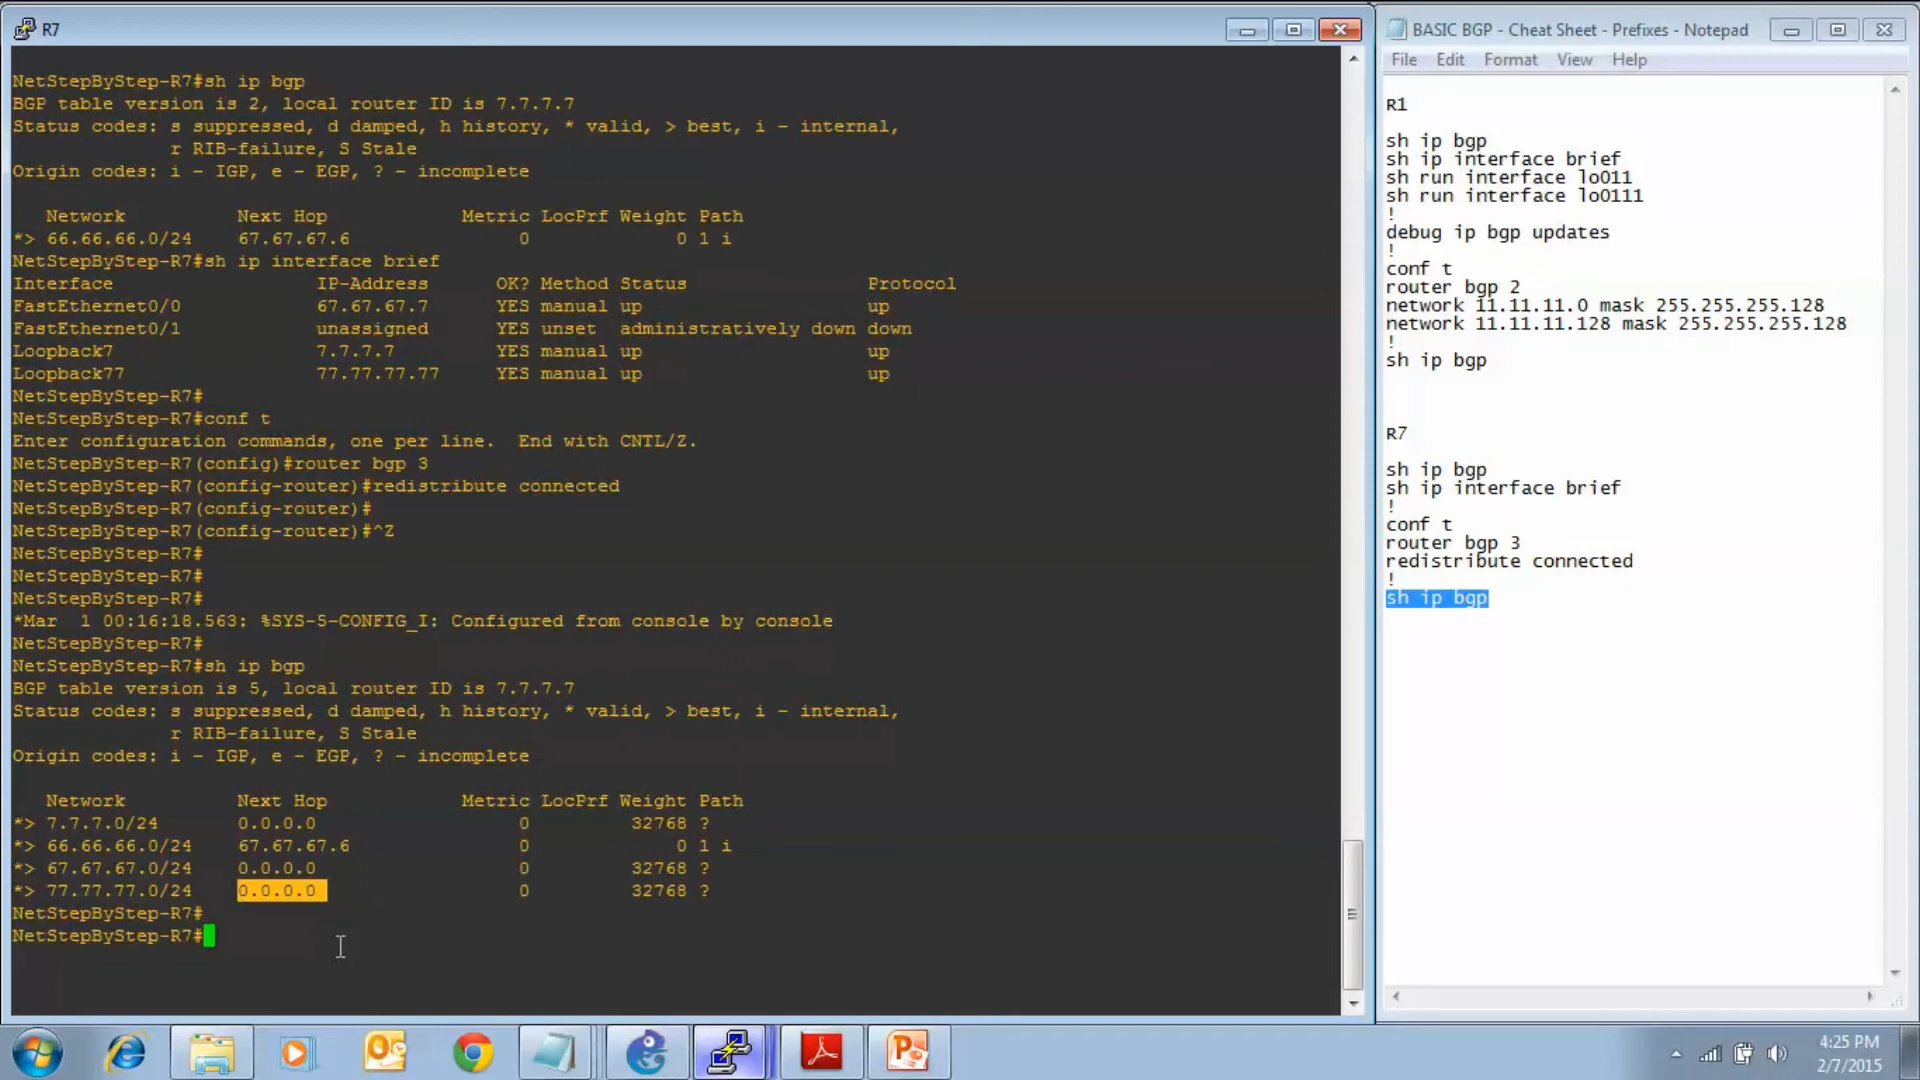 R7
NetStepByStep-R7#sh ip bgp
BGP table version is 2, local router ID is 7.7.7.7
Status codes: s suppressed, d damped, h history, * valid, > best, i - internal,
r RIB-failure, S Stale
Origin codes: i - IGP, e - EGP, ? - incomplete
Network Next Hop Metric LocPrf Weight Path
*> 66.66.66.0/24 67.67.67.6 0 0 1 i
NetStepByStep-R7#sh ip interface brief
Interface IP-Address OK? Method Status Protocol
FastEthernet0/0 67.67.67.7 YES manual up up
FastEthernet0/1 unassigned YES unset administratively down down
Loopback7 7.7.7.7 YES manual up up
Loopback77 77.77.77.77 YES manual up up
NetStepByStep-R7#
NetStepByStep-R7#conf t
Enter configuration commands, one per line. End with CNTL/Z.
NetStepByStep-R7(config)#router bgp 3
NetStepByStep-R7(config-router)#redistribute connected
NetStepByStep-R7(config-router)#
NetStepByStep-R7(config-router)#^Z
NetStepByStep-R7#
NetStepByStep-R7#
NetStepByStep-R7#
*Mar 1 00:16:18.563: %SYS-5-CONFIG_I: Configured from console by console
NetStepByStep-R7#
NetStepByStep-R7#sh ip bgp
BGP table version is 5, local router ID is 7.7.7.7
Status codes: s suppressed, d damped, h history, * valid, > best, i - internal,
r RIB-failure, S Stale
Origin codes: i - IGP, e - EGP, ? - incomplete
Network Next Hop Metric LocPrf Weight Path
*> 7.7.7.0/24 0.0.0.0 0 32768 ?
*> 66.66.66.0/24 67.67.67.6 0 0 1 i
*> 67.67.67.0/24 0.0.0.0 0 32768 ?
*> 77.77.77.0/24 0.0.0.0 0 32768 ?
NetStepByStep-R7#
NetStepByStep-R7#
BASIC BGP - Cheat Sheet - Prefixes - Notepad
File Edit Format View Help
R1
sh ip bgp
sh ip interface brief
sh run interface lo011
sh run interface lo0111
!
debug ip bgp updates
!
conf t
router bgp 2
network 11.11.11.0 mask 255.255.255.128
network 11.11.11.128 mask 255.255.255.128
!
sh ip bgp
R7
sh ip bgp
sh ip interface brief
!
conf t
router bgp 3
redistribute connected
!
sh ip bgp
4:25 PM
2/7/2015